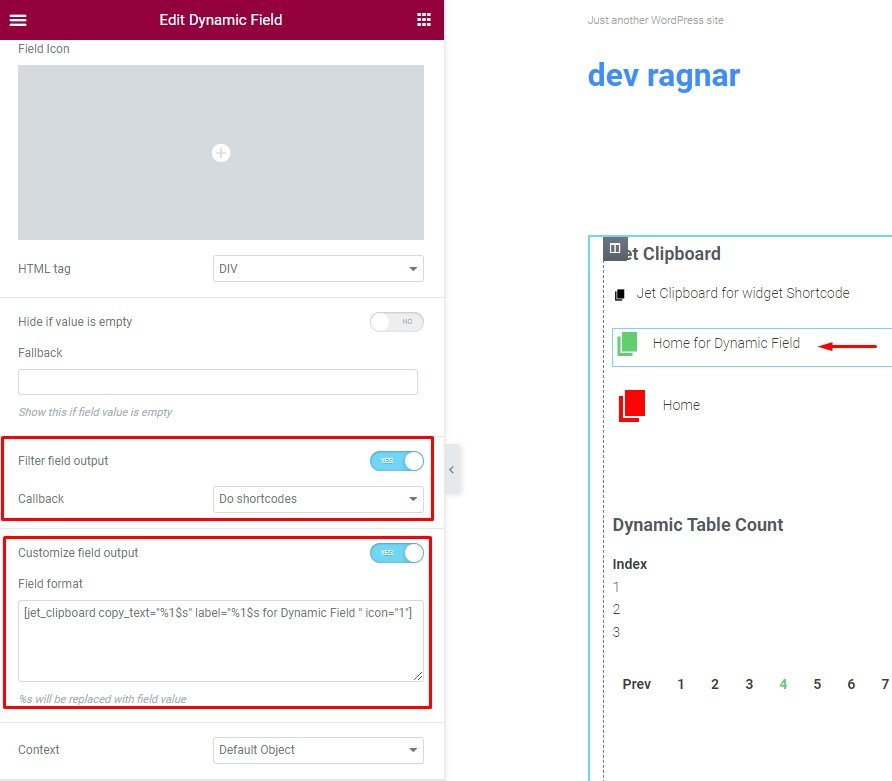 Edit Dynamic Field
Field Icon
HTML tag
DIV
Hide if value is empty
NO
Fallback
Show this if field value is empty
Filter field output
YES
Callback
Do shortcodes
Customize field output
YES
Field format
[jet_clipboard copy_text="%1$s" label="%1$s for Dynamic Field " icon="1"]
%s will be replaced with field value
Context
Default Object
Just another WordPress site
dev ragnar
et Clipboard
Jet Clipboard for widget Shortcode
Home for Dynamic Field
Home
Dynamic Table Count
Index
1
2
3
Prev 1 2 3 4 5 6 7